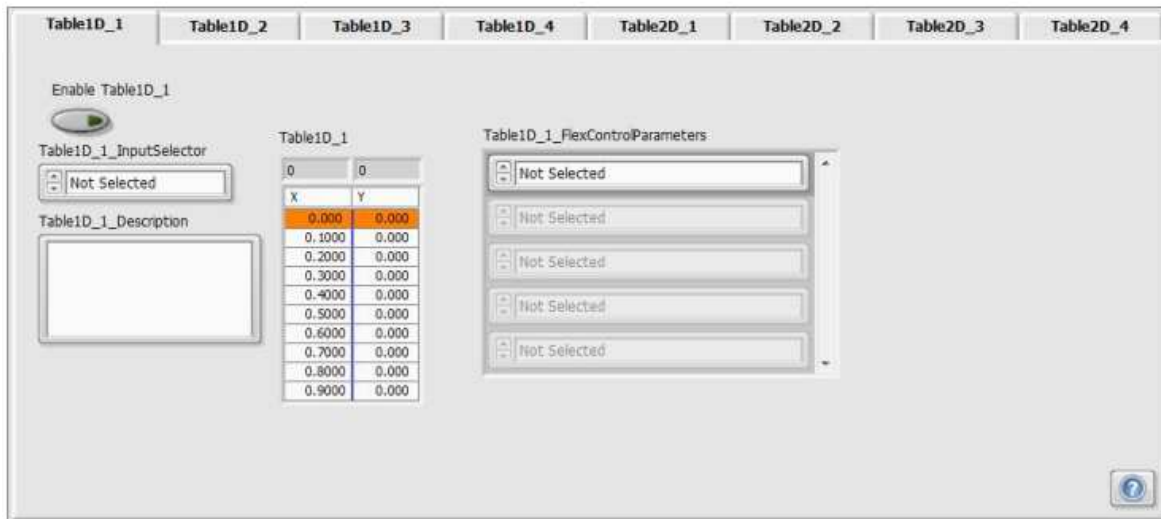 Table1D_1 Table1D_2 Table1D_3 Table1D_4 Table2D_1 Table2D_2 Table2D_3 Table2D_4
Enable Table1D_1
Table1D_1_InputSelector
Not Selected
Table1D_1_Description
Table1D_1
0 0
X Y
0.000 0.000
0.1000 0.000
0.2000 0.000
0.3000 0.000
0.4000 0.000
0.5000 0.000
0.6000 0.000
0.7000 0.000
0.8000 0.000
0.9000 0.000
Table1D_1_FlexControlParameters
Not Selected
Not Selected
Not Selected
Not Selected
Not Selected
?